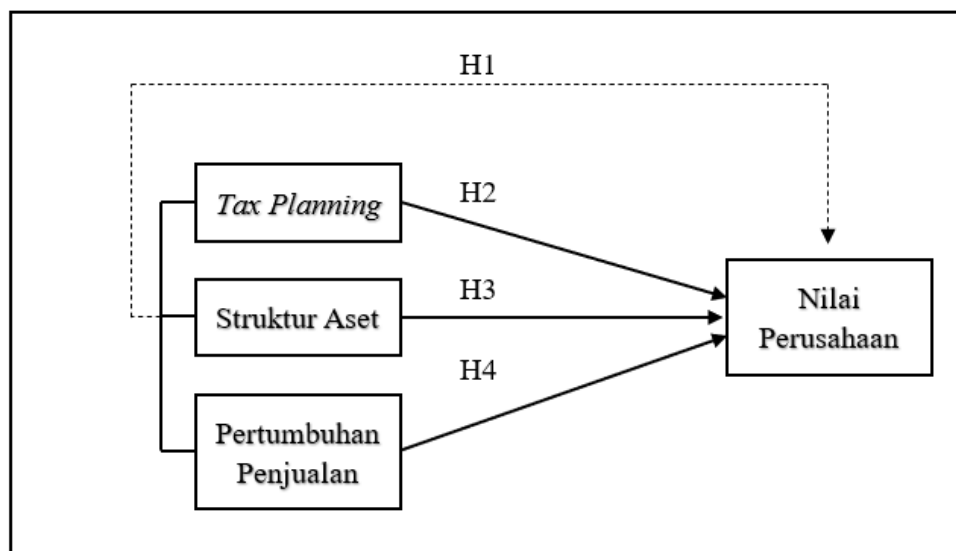 H1
Tax Planning
H2
Struktur Aset
H3
Nilai
Perusahaan
H4
Pertumbuhan
Penjualan